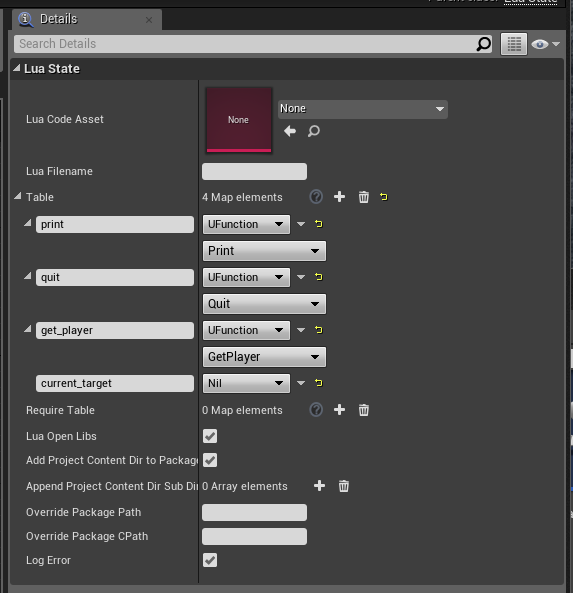 Lua State
Details
Search Details
Lua State
Lua Code Asset
None
None
Lua Filename
Table
4 Map elements
print
UFunction
Print
quit
UFunction
Quit
get_player
UFunction
GetPlayer
current_target
Nil
Require Table
0 Map elements
Lua Open Libs
Add Project Content Dir to Package
Append Project Content Dir Sub Dir
0 Array elements
Override Package Path
Override Package CPath
Log Error